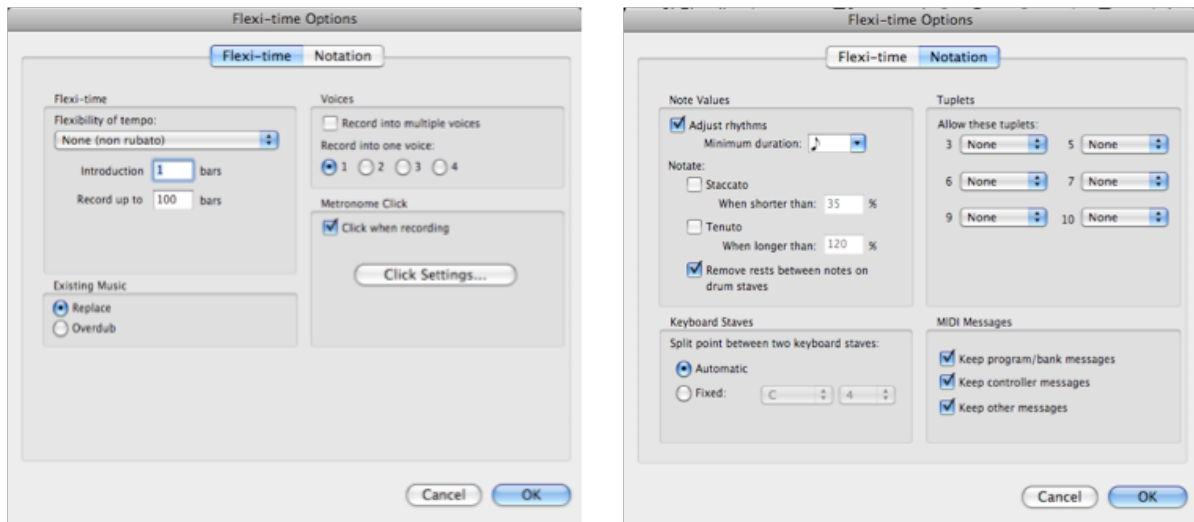 Flexi-time Options
Flexi-time Notation
Flexi-time
Flexibility of tempo:
None (non rubato)
Introduction 1 bars
Record up to 100 bars
Existing Music
Replace
Overdub
Voices
Record into multiple voices
Record into one voice:
1 2 3 4
Metronome Click
Click when recording
Click Settings...
Cancel OK
Flexi-time Options
Flexi-time Notation
Note Values
Adjust rhythms
Minimum duration:
Notate:
Staccato
When shorter than: 35 %
Tenuto
When longer than: 120 %
Remove rests between notes on
drum staves
Tuplets
Allow these tuplets:
3 None 5 None
6 None 7 None
9 None 10 None
Keyboard Staves
Split point between two keyboard staves:
Automatic
Fixed: C 4
MIDI Messages
Keep program/bank messages
Keep controller messages
Keep other messages
Cancel OK